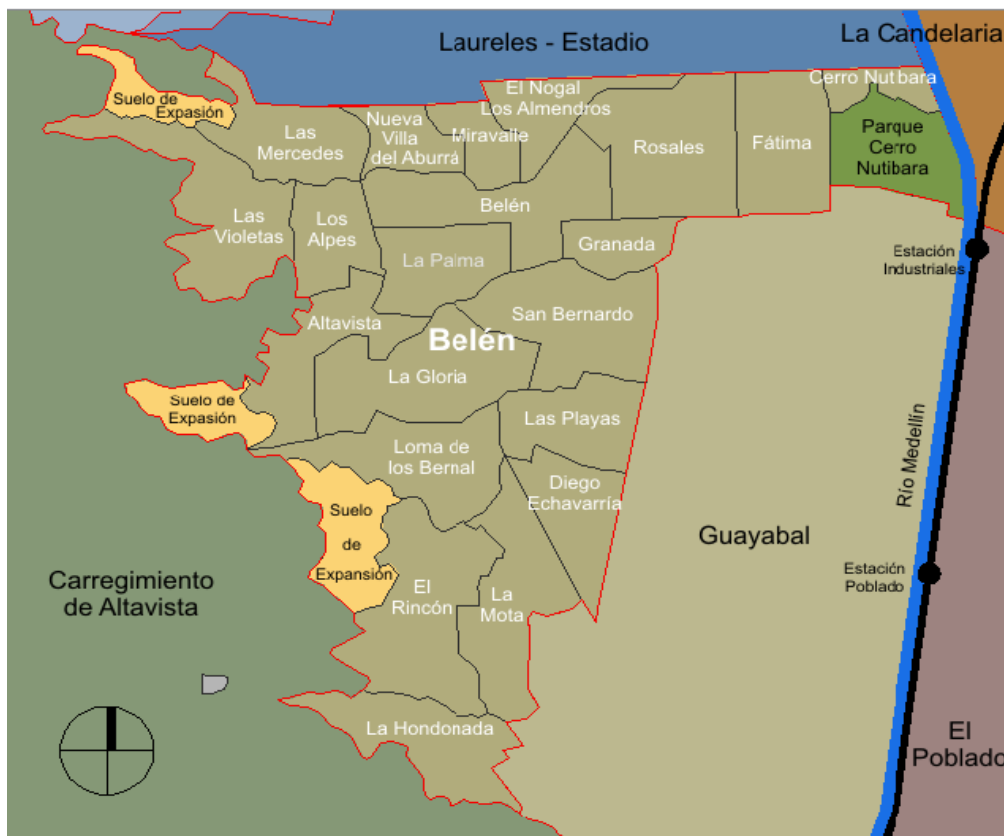 Laureles - Estadio
La Candelaria
Suelo de
Expasión
Las
Mercedes
Nueva
Villa
del Aburrá
Miravalle
El Nogal
Los Almendros
Rosales
Fátima
Cerro Nutibara
Parque
Cerro
Nutibara
Las
Violetas
Los
Alpes
Belén
La Palma
Granada
Estación
Industriales
Altavista
San Bernardo
Belén
La Gloria
Suelo de
Expasión
Las Playas
Loma de
los Bernal
Diego
Echavarría
Río Medellín
Suelo
de
Expansión
Guayabal
Estación
Poblado
Carregimiento
de Altavista
El
Rincón
La
Mota
La Hondonada
El
Poblado